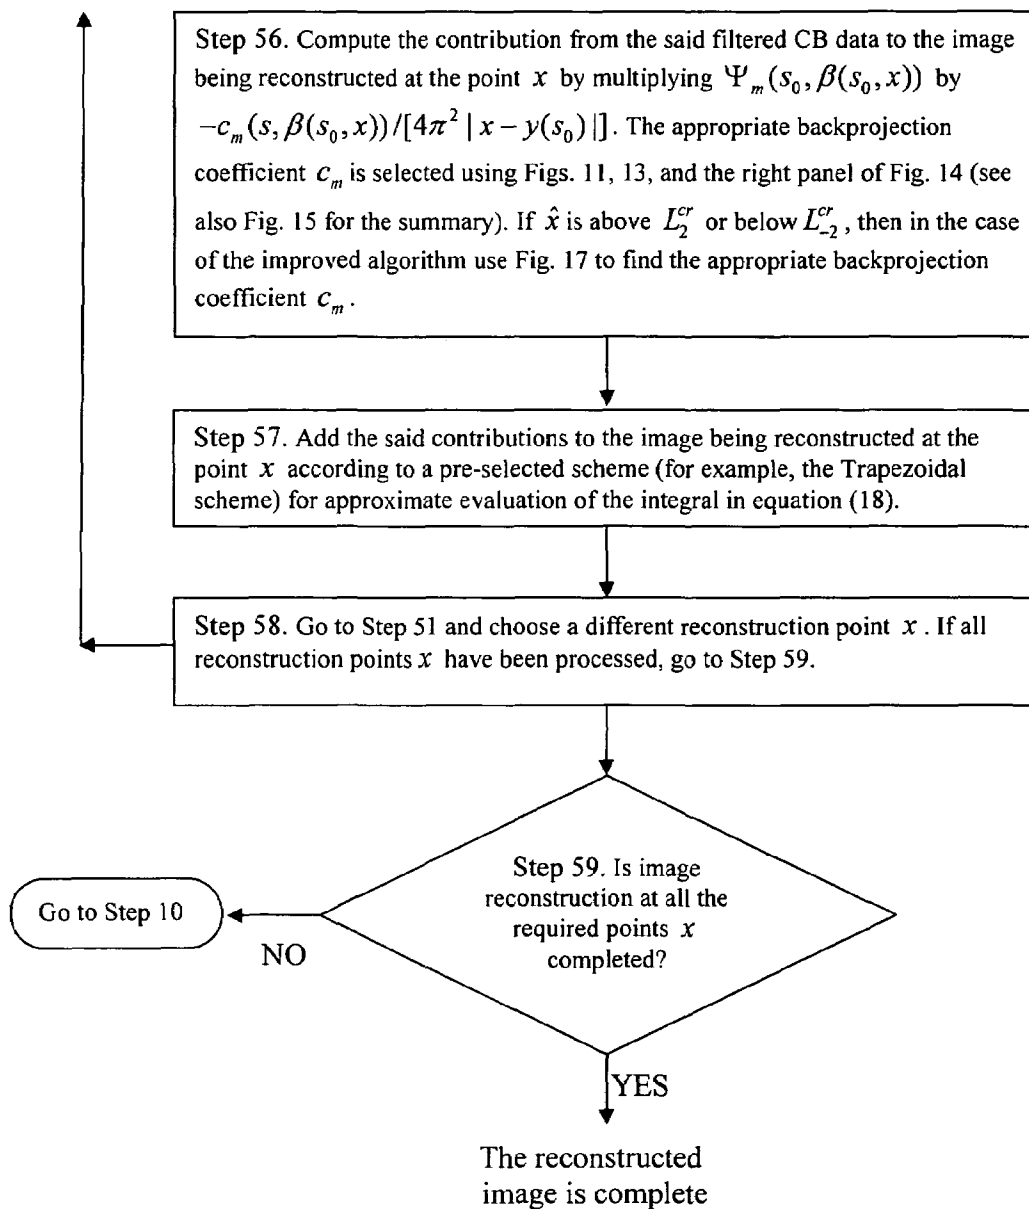 Step 56. Compute the contribution from the said filtered CB data to the image
being reconstructed at the point x by multiplying Ψ_m(s_0, β(s_0, x)) by
−c_m(s, β(s_0, x))/[4π² | x − y(s_0) |]. The appropriate backprojection
coefficient c_m is selected using Figs. 11, 13, and the right panel of Fig. 14 (see
also Fig. 15 for the summary). If x̂ is above L_2^{cr} or below L_{-2}^{cr}, then in the case
of the improved algorithm use Fig. 17 to find the appropriate backprojection
coefficient c_m.
Step 57. Add the said contributions to the image being reconstructed at the
point x according to a pre-selected scheme (for example, the Trapezoidal
scheme) for approximate evaluation of the integral in equation (18).
Step 58. Go to Step 51 and choose a different reconstruction point x. If all
reconstruction points x have been processed, go to Step 59.
Step 59. Is image
reconstruction at all the
required points x
completed?
Go to Step 10
NO
YES
The reconstructed
image is complete